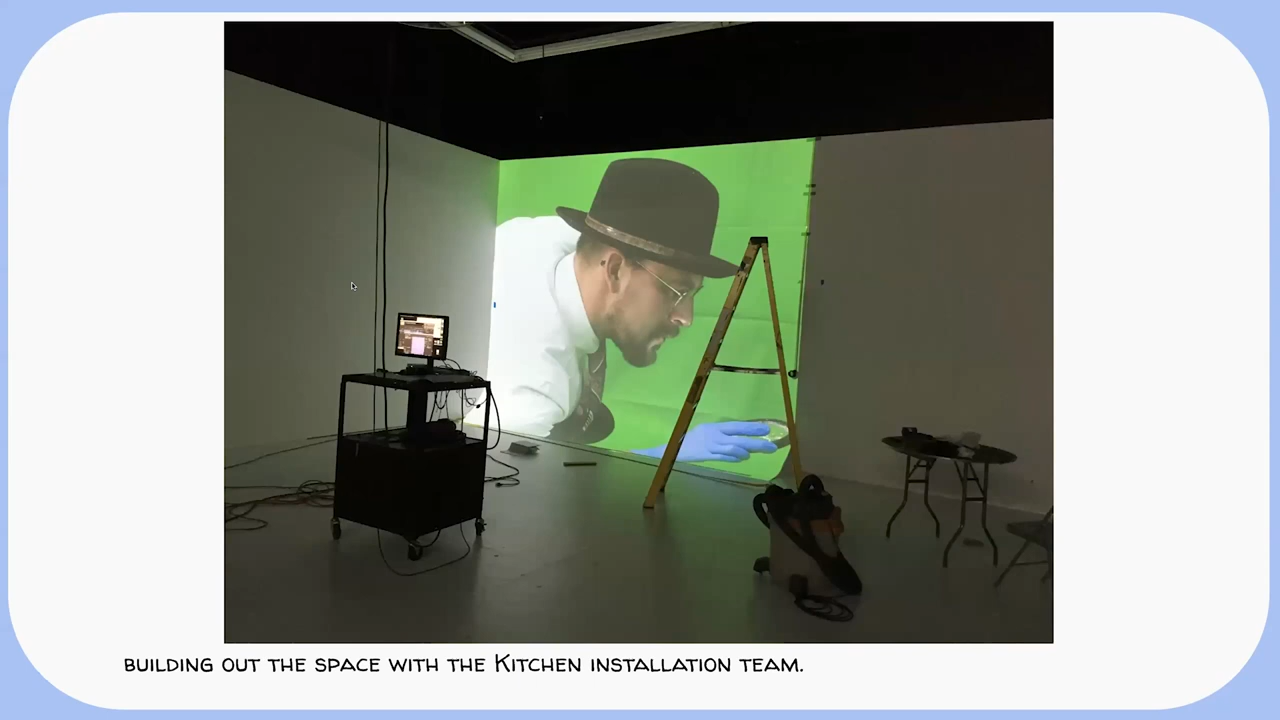 building out the space with the Kitchen installation team.